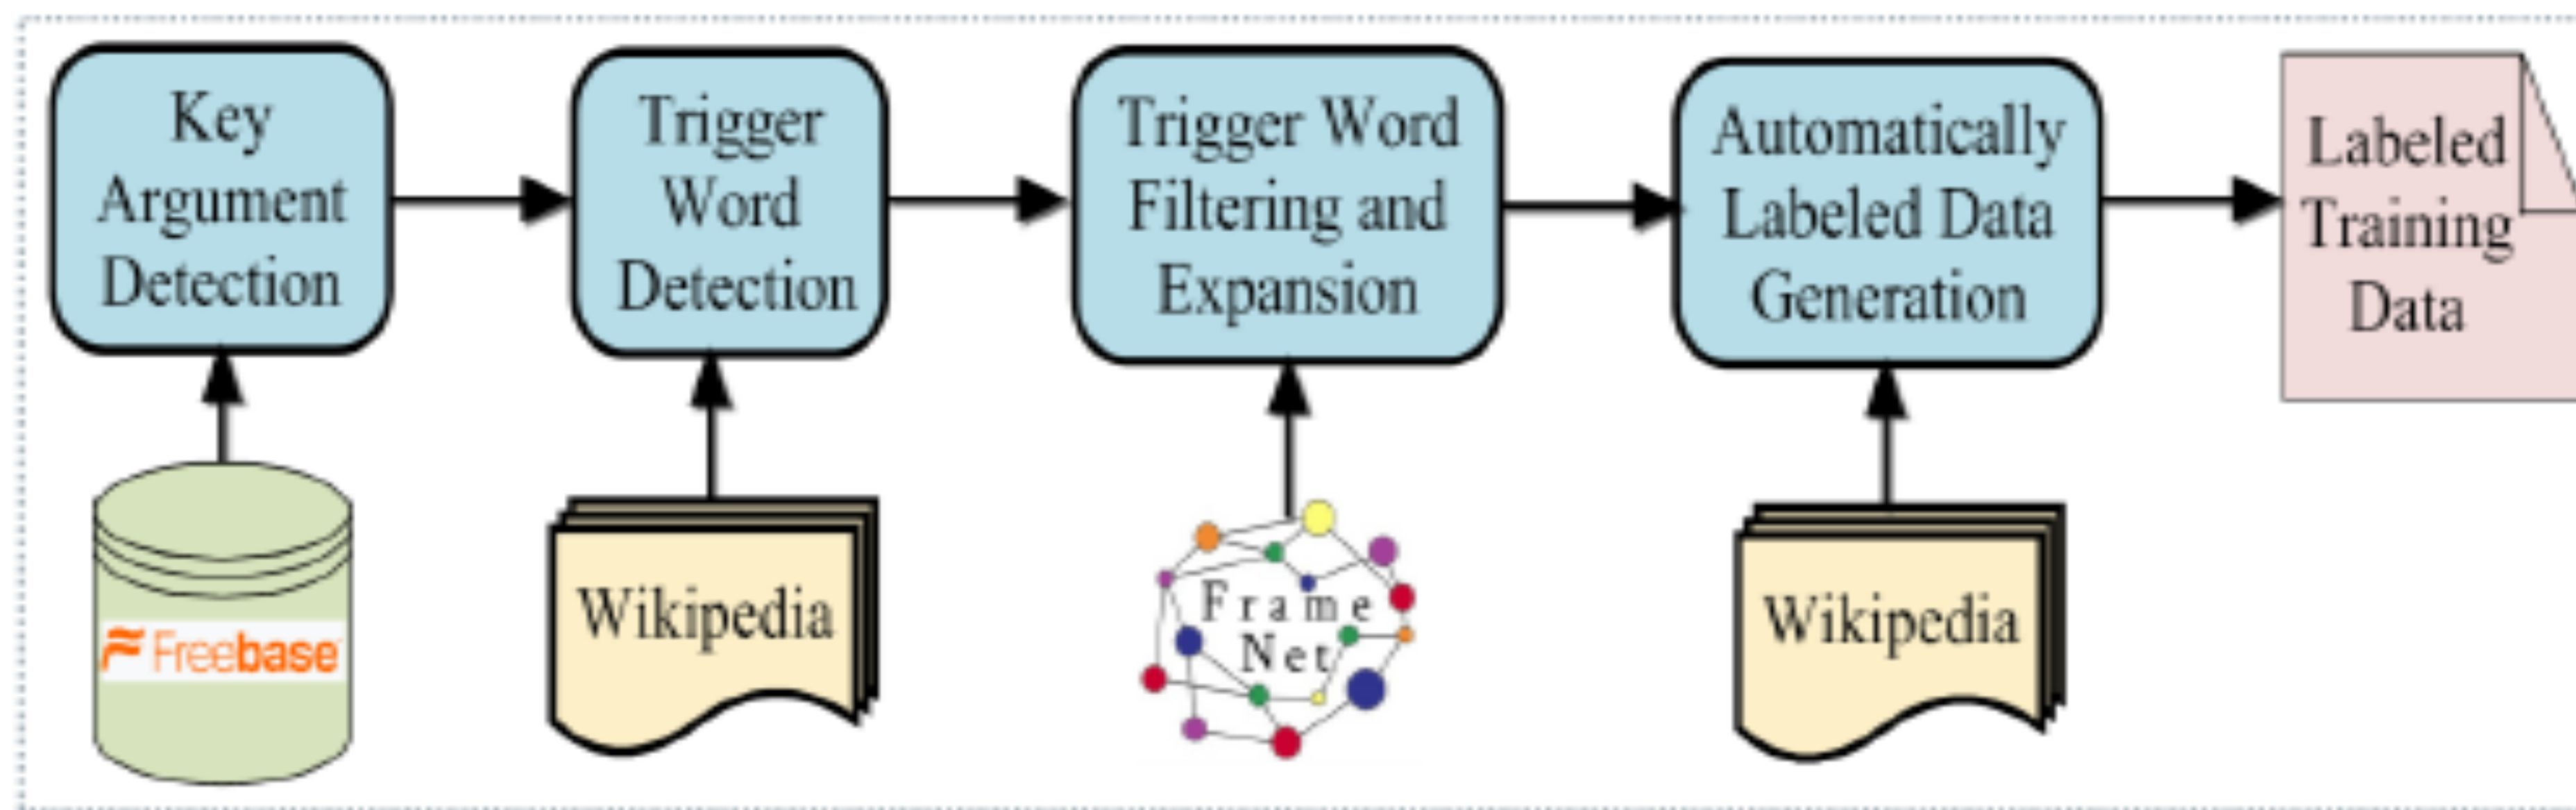 Key
Argument
Detection
Trigger
Word
Detection
Trigger Word
Filtering and
Expansion
Automatically
Labeled Data
Generation
Labeled
Training
Data
Freebase
Wikipedia
Frame
Net
Wikipedia